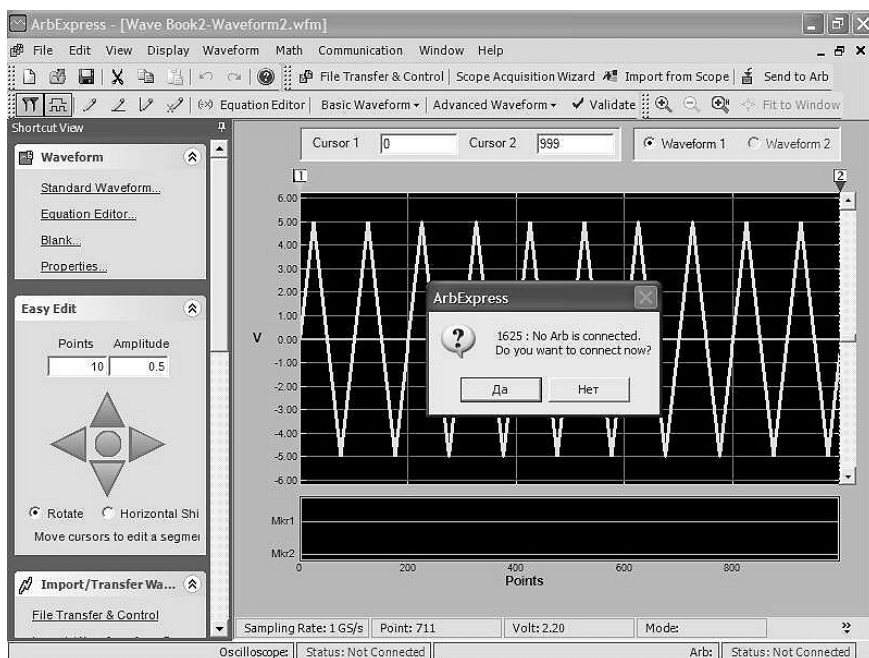 ArbExpress - [Wave Book2-Waveform2.wfm]
File Edit View Display Waveform Math Communication Window Help
File Transfer & Control Scope Acquisition Wizard Import from Scope Send to Arb
Equation Editor Basic Waveform Advanced Waveform Validate Fit to Window
Shortcut View
Waveform
Standard Waveform...
Equation Editor...
Blank...
Properties...
Easy Edit
Points Amplitude
10 0.5
Rotate Horizontal Shi
Move cursors to edit a segmer
Import/Transfer Wa...
File Transfer & Control
Cursor 1 0 Cursor 2 999 Waveform 1 Waveform 2
1 2
6.00
5.00
4.00
3.00
2.00
1.00
V 0.00
-1.00
-2.00
-3.00
-4.00
-5.00
-6.00
ArbExpress
1625 : No Arb is connected.
Do you want to connect now?
Да Нет
Mkr1
Mkr2
0 200 400 600 800
Points
Sampling Rate: 1 GS/s Point: 711 Volt: 2.20 Mode:
Oscilloscope: Status: Not Connected Arb: Status: Not Connected